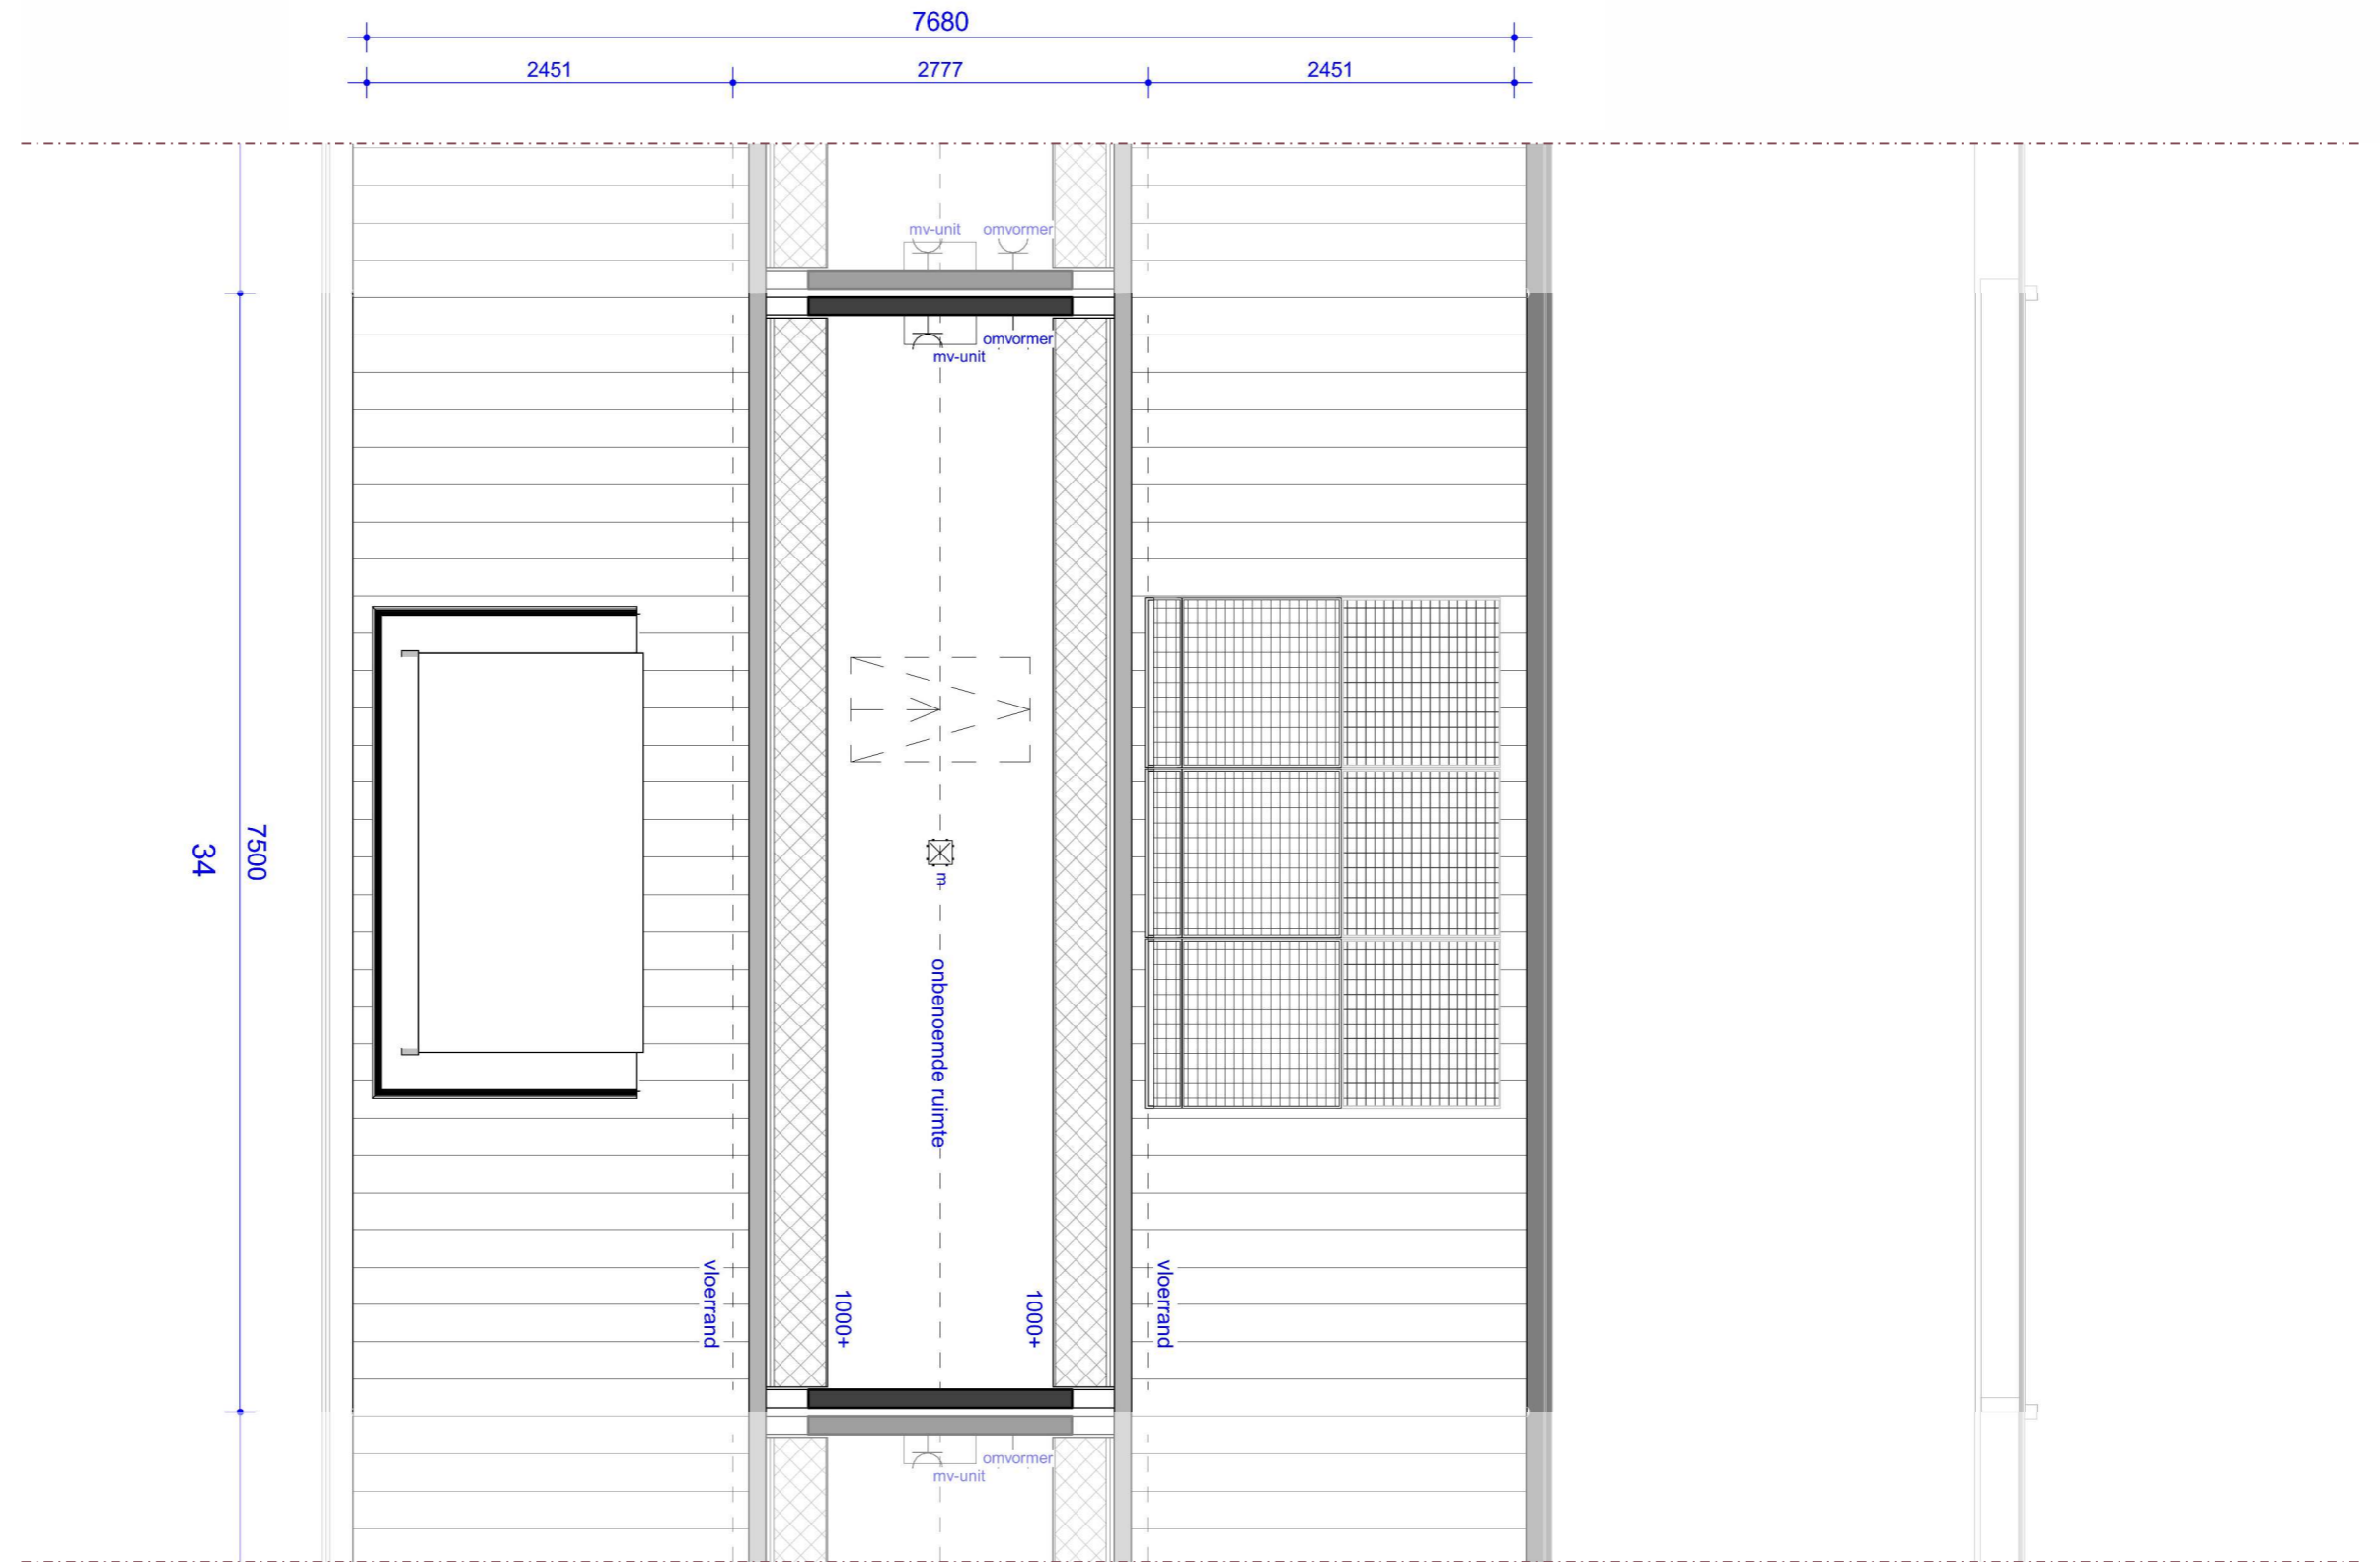 7680
2451
2777
2451
mv-unit
omvormer
omvormer
mv-unit
34
7500
m
onbenoemde ruimte
vloerrand
1000+
1000+
vloerrand
omvormer
mv-unit